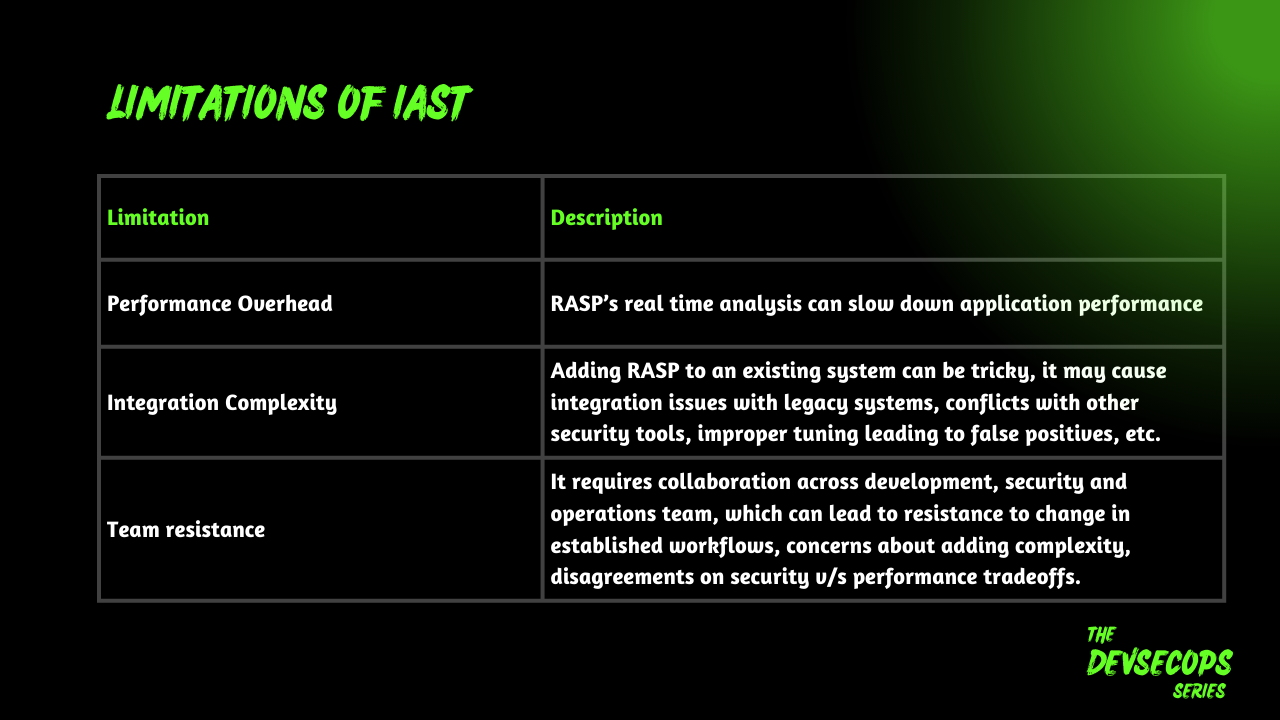 LIMITATIONS OF IAST
Limitation
Description
Performance Overhead
RASP’s real time analysis can slow down application performance
Integration Complexity
Adding RASP to an existing system can be tricky, it may cause
integration issues with legacy systems, conflicts with other
security tools, improper tuning leading to false positives, etc.
Team resistance
It requires collaboration across development, security and
operations team, which can lead to resistance to change in
established workflows, concerns about adding complexity,
disagreements on security v/s performance tradeoffs.
THE
DEVSECOPS
SERIES